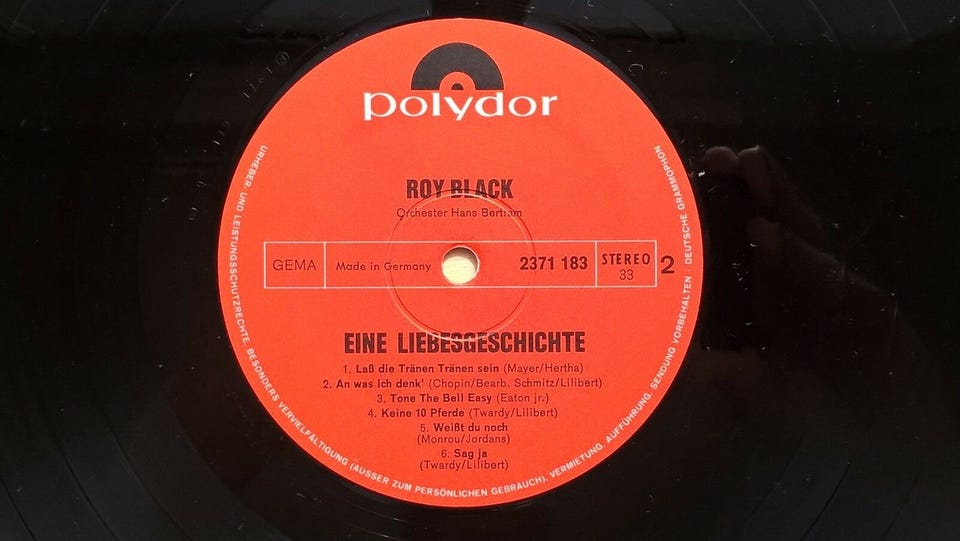 polydor
ROY BLACK
Orchester Hans Bertram
GEMA
Made in Germany
2371 183
STEREO
33
2
EINE LIEBESGESCHICHTE
1. Laß die Tränen Tränen sein (Mayer/Hertha)
2. An was ich denk' (Chopin/Bearb. Schmitz/Lilibert)
3. Tone The Bell Easy (Eaton jr.)
4. Keine 10 Pferde (Twardy/Lilibert)
5. Weißt du noch
(Monrou/Jordans)
6. Sag ja
(Twardy/Lilibert)
URHEBER- UND LEISTUNGSSCHUTZRECHTE, BESONDERS VERVIELFÄLTIGUNG (AUSSER ZUM PERSÖNLICHEN GEBRAUCH), VERMIETUNG, AUFFÜHRUNG, SENDUNG VORBEHALTEN / DEUTSCHE GRAMMOPHON